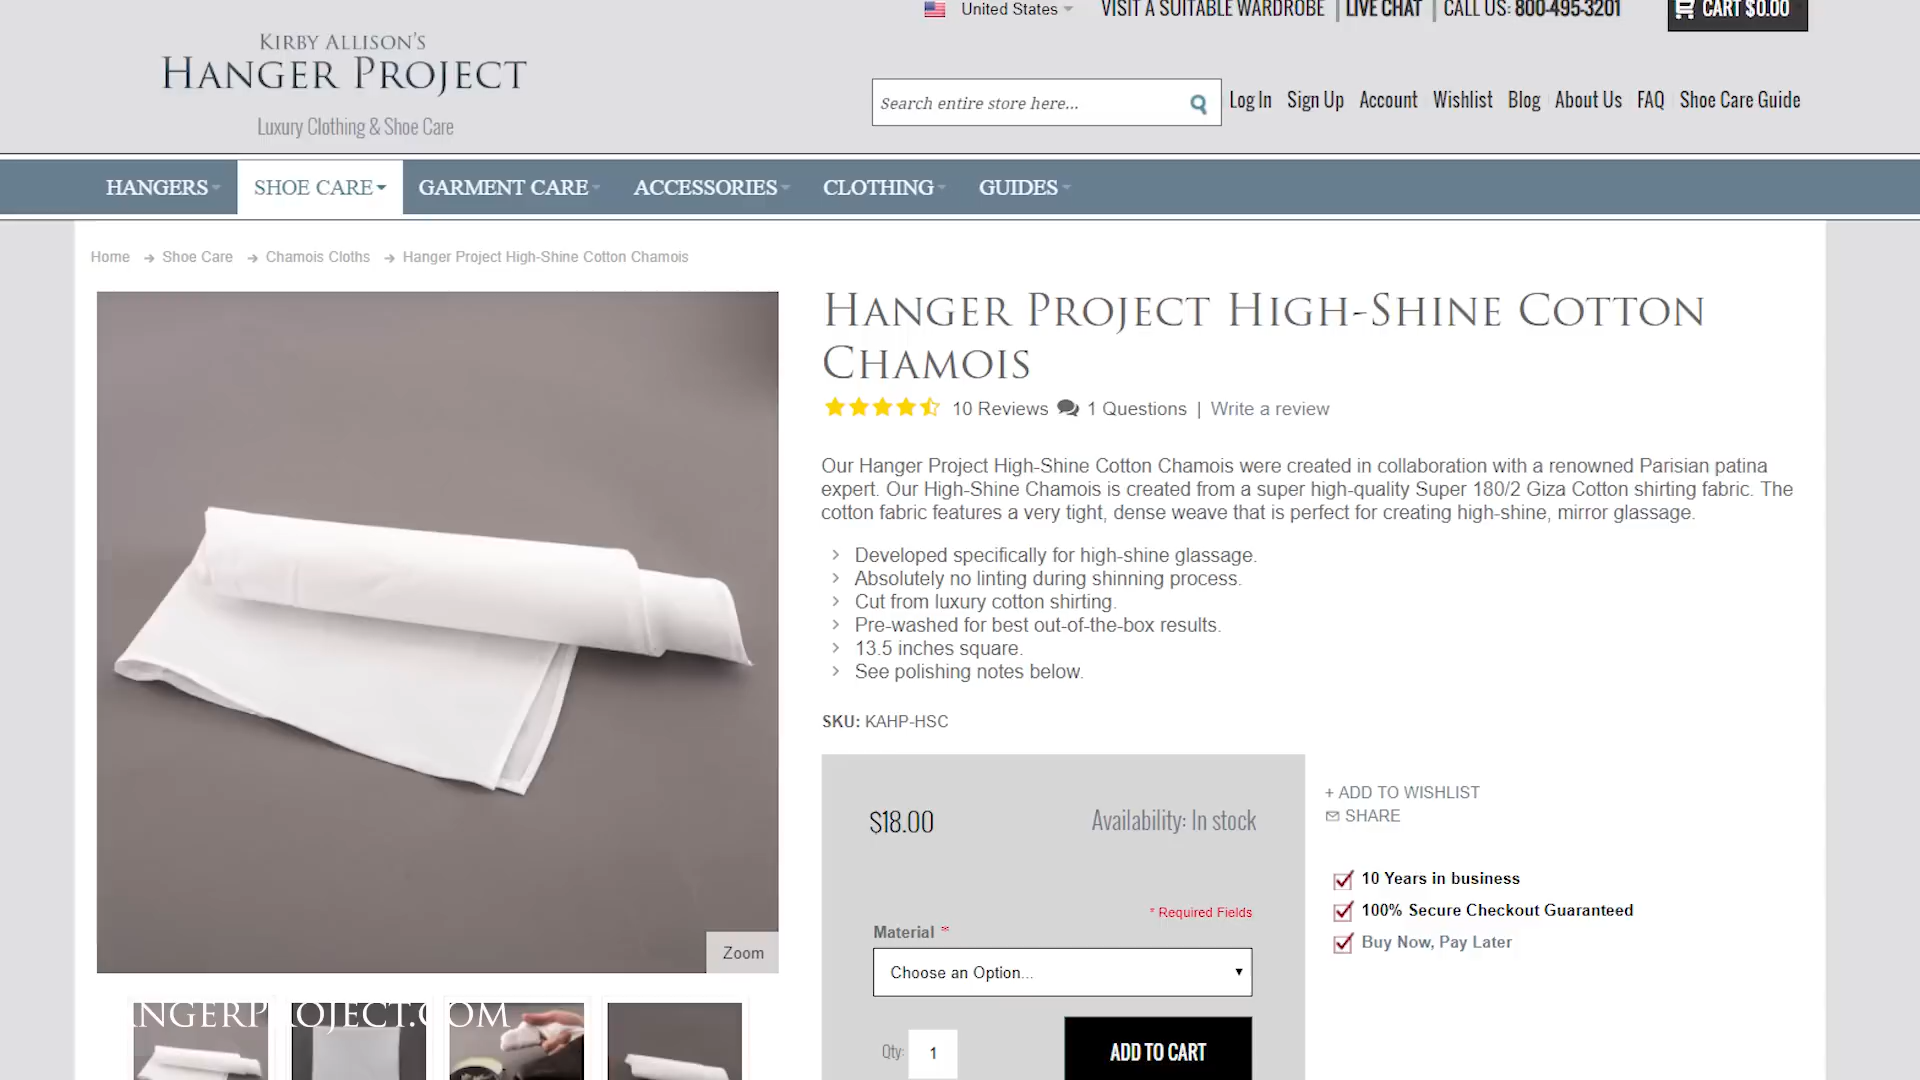 United States
VISIT A SUITABLE WARDROBE | LIVE CHAT | CALL US: 800-495-3201
CART $0.00
KIRBY ALLISON'S
HANGER PROJECT
Luxury Clothing & Shoe Care
Search entire store here...
Log In Sign Up Account Wishlist Blog About Us FAQ Shoe Care Guide
HANGERS SHOE CARE GARMENT CARE ACCESSORIES CLOTHING GUIDES
Home → Shoe Care → Chamois Cloths → Hanger Project High-Shine Cotton Chamois
HANGER PROJECT HIGH-SHINE COTTON
CHAMOIS
10 Reviews 1 Questions | Write a review
Our Hanger Project High-Shine Cotton Chamois were created in collaboration with a renowned Parisian patina
expert. Our High-Shine Chamois is created from a super high-quality Super 180/2 Giza Cotton shirting fabric. The
cotton fabric features a very tight, dense weave that is perfect for creating high-shine, mirror glassage.
Developed specifically for high-shine glassage.
Absolutely no linting during shinning process.
Cut from luxury cotton shirting.
Pre-washed for best out-of-the-box results.
13.5 inches square.
See polishing notes below.
SKU: KAHP-HSC
$18.00
Availability: In stock
+ ADD TO WISHLIST
SHARE
10 Years in business
100% Secure Checkout Guaranteed
Buy Now, Pay Later
* Required Fields
Material *
Choose an Option...
Zoom
Qty: 1
ADD TO CART
NGERPROJECT.COM